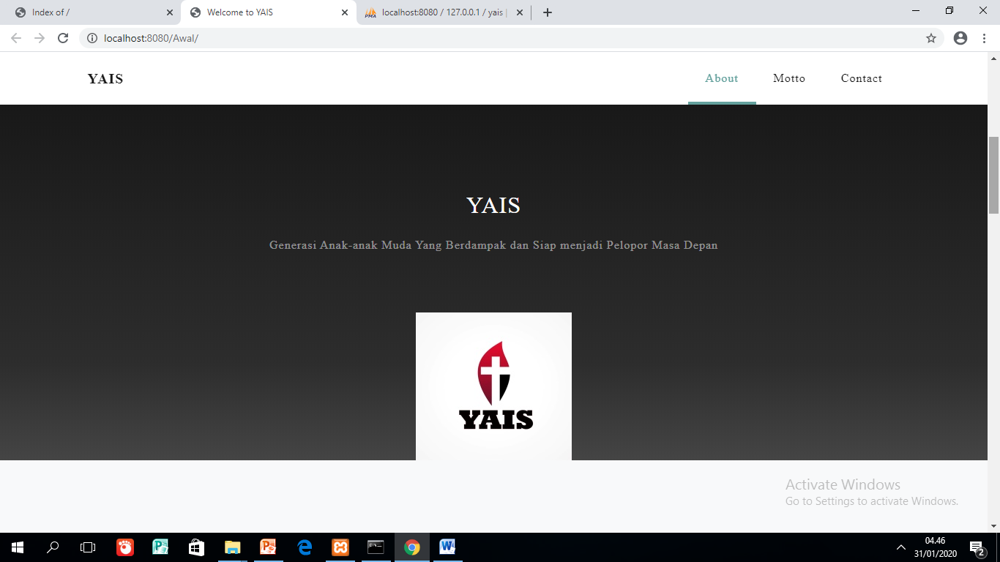 Index of /
Welcome to YAIS
localhost:8080 / 127.0.0.1 / yais |
localhost:8080/Awal/
YAIS
About
Motto
Contact
YAIS
Generasi Anak-anak Muda Yang Berdampak dan Siap menjadi Pelopor Masa Depan
YAIS
Activate Windows
Go to Settings to activate Windows.
04.46
31/01/2020
2